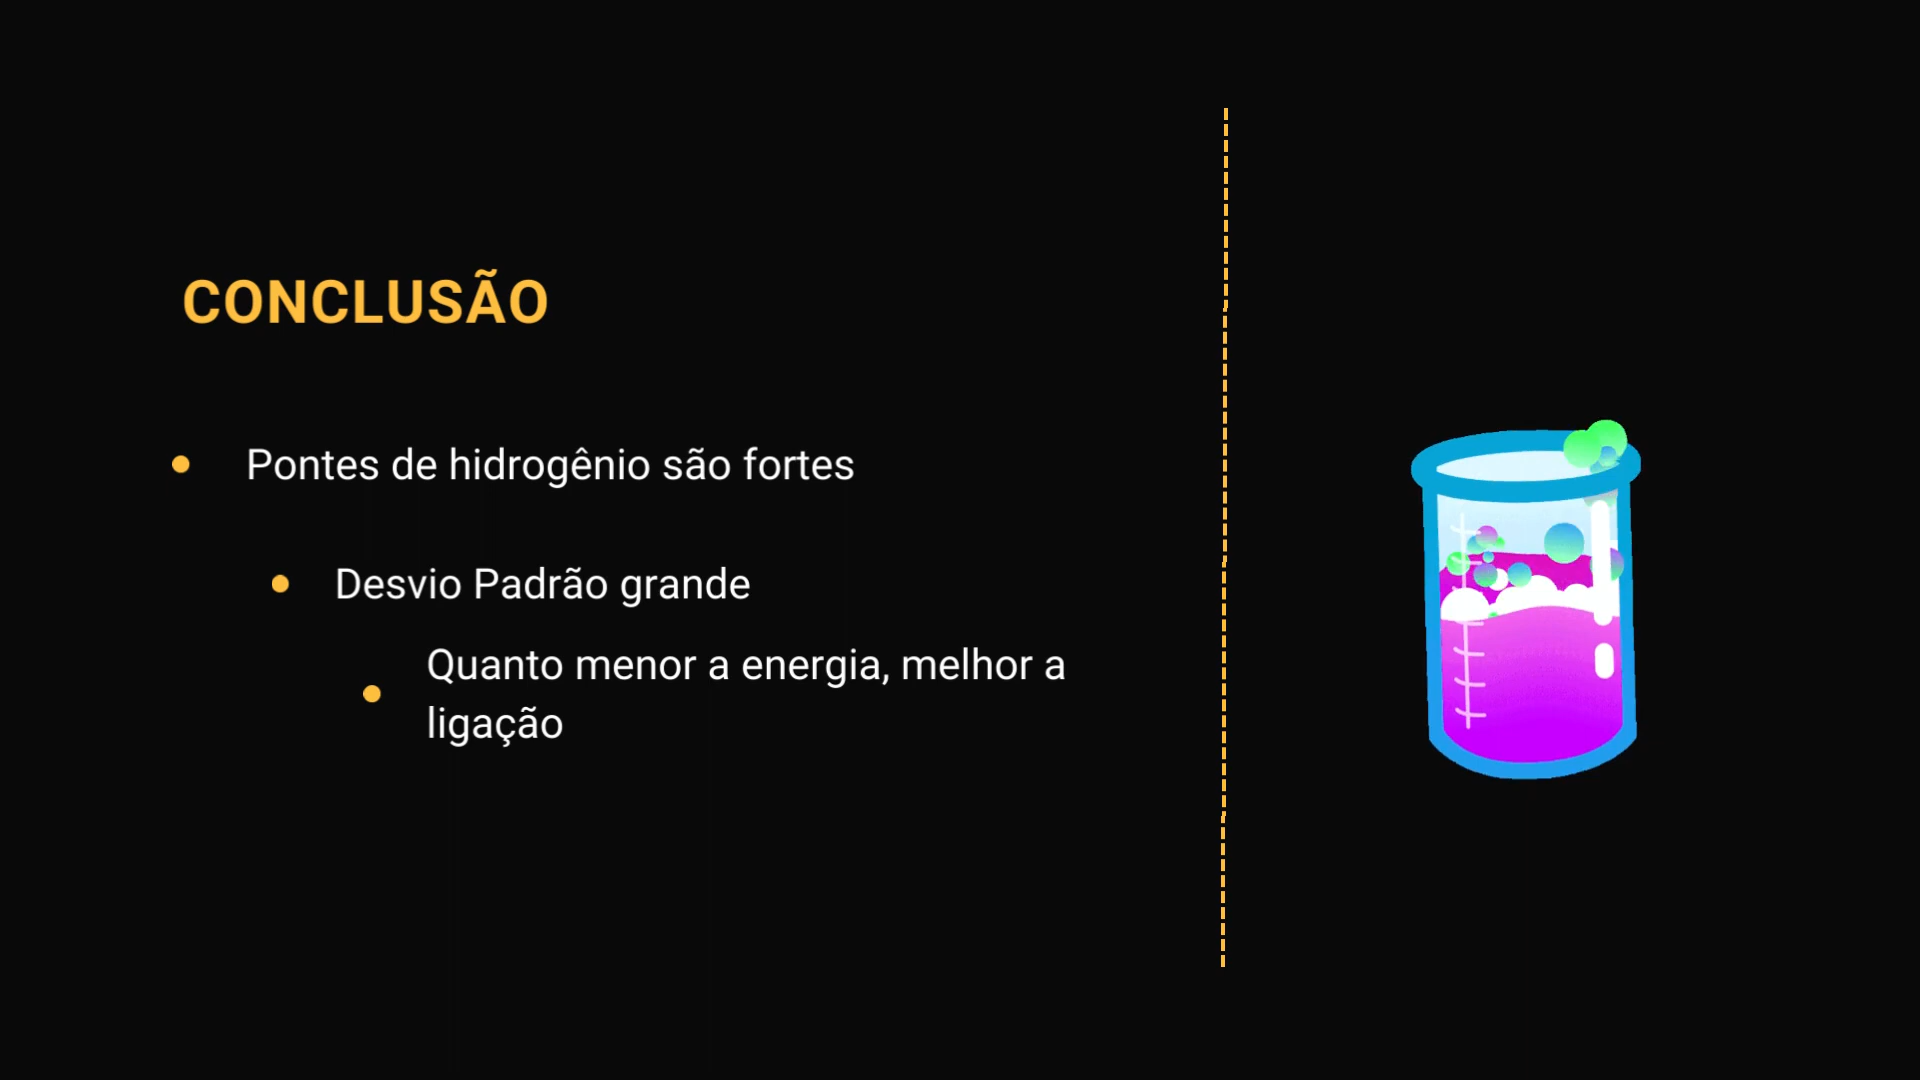 CONCLUSÃO
Pontes de hidrogênio são fortes
Desvio Padrão grande
Quanto menor a energia, melhor a
ligação